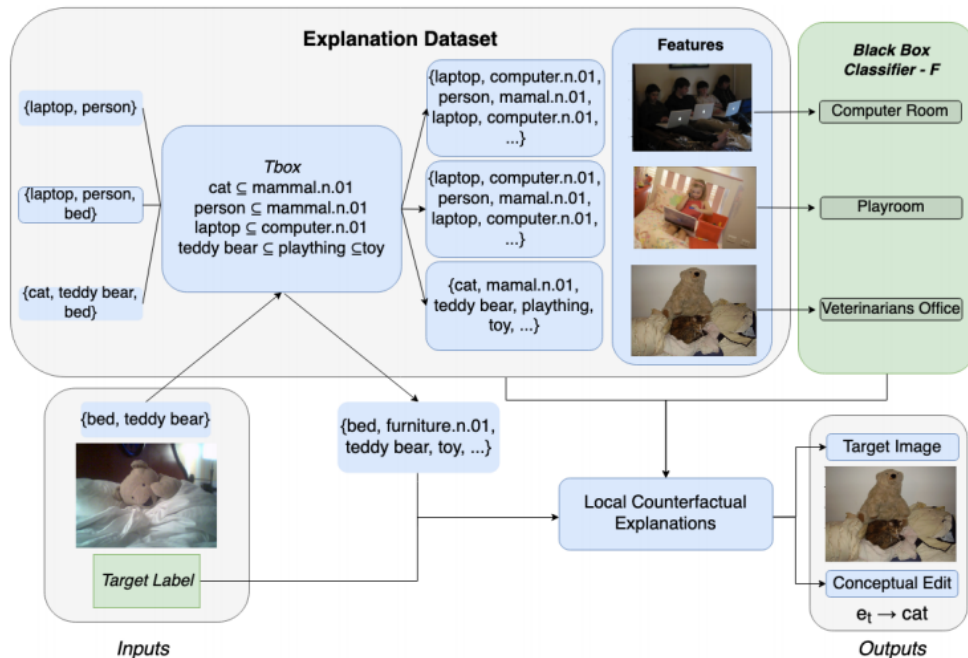 Explanation Dataset
Features
Black Box
Classifier - F
{laptop, person}
{laptop, person,
bed}
{cat, teddy bear,
bed}
Tbox
cat ⊆ mammal.n.01
person ⊆ mammal.n.01
laptop ⊆ computer.n.01
teddy bear ⊆ plaything ⊆toy
{laptop, computer.n.01,
person, mamal.n.01,
laptop, computer.n.01,
...}
{laptop, computer.n.01,
person, mamal.n.01,
laptop, computer.n.01,
...}
{cat, mamal.n.01,
teddy bear, plaything,
toy, ...}
Computer Room
Playroom
Veterinarians Office
{bed, teddy bear}
Target Label
Inputs
{bed, furniture.n.01,
teddy bear, toy, ...}
Local Counterfactual
Explanations
Target Image
Conceptual Edit
eₜ → cat
Outputs